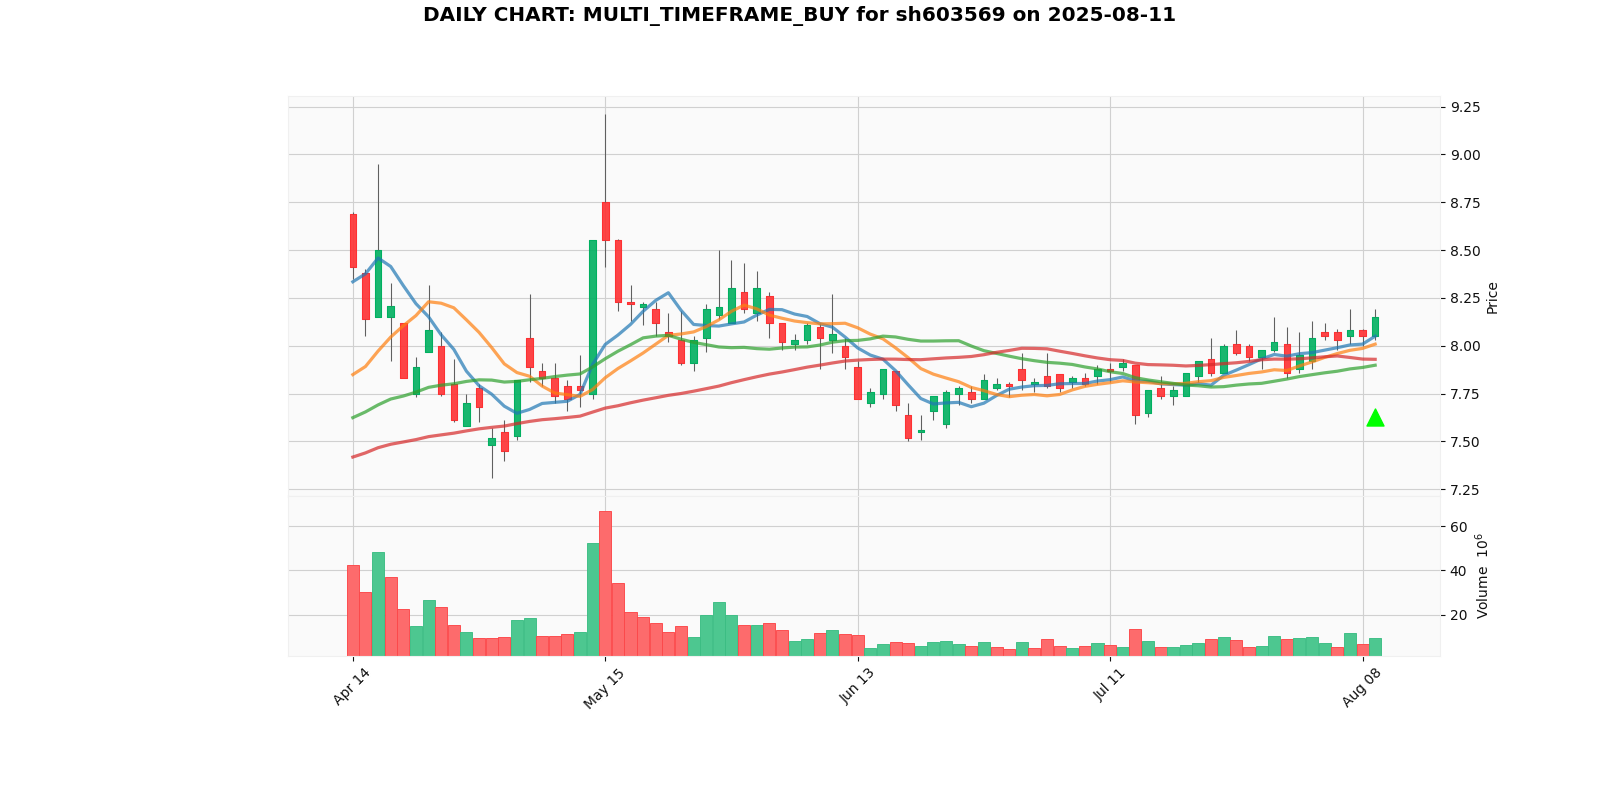 DAILY CHART: MULTI_TIMEFRAME_BUY for sh603569 on 2025-08-11
9.25
9.00
8.75
8.50
8.25
8.00
7.75
7.50
7.25
Price
60
40
20
Volume 10^6
Apr 14
May 15
Jun 13
Jul 11
Aug 08